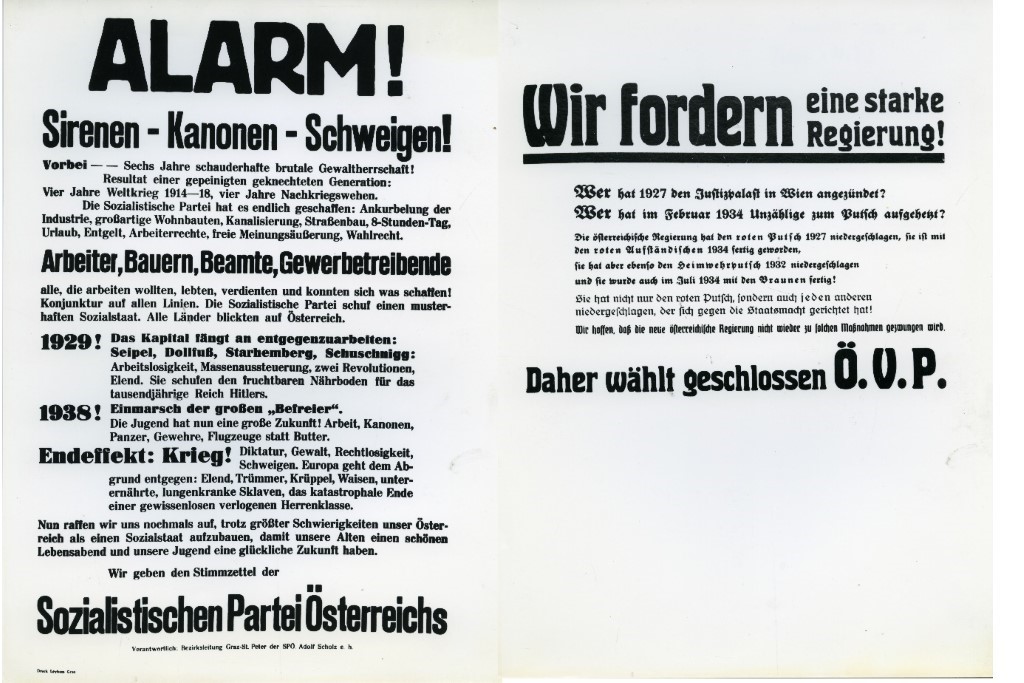 ALARM!
Sirenen - Kanonen - Schweigen!
Vorbei — — Sechs Jahre schauderhafte brutale Gewaltherrschaft!
Resultat einer gepeinigten geknechteten Generation:
Vier Jahre Weltkrieg 1914—18, vier Jahre Nachkriegswehen.
Die Sozialistische Partei hat es endlich geschaffen: Ankurbelung der
Industrie, großartige Wohnbauten, Kanalisierung, Straßenbau, 8-Stunden-Tag,
Urlaub, Entgelt, Arbeiterrechte, freie Meinungsäußerung, Wahlrecht.
Arbeiter, Bauern, Beamte, Gewerbetreibende
alle, die arbeiten wollten, lebten, verdienten und konnten sich was schaffen!
Konjunktur auf allen Linien. Die Sozialistische Partei schuf einen muster-
haften Sozialstaat. Alle Länder blickten auf Österreich.
1929! Das Kapital fängt an entgegenzuarbeiten:
Seipel, Dollfuß, Starhemberg, Schuschnigg:
Arbeitslosigkeit, Massenaussteuerung, zwei Revolutionen,
Elend. Sie schufen den fruchtbaren Nährboden für das
tausendjährige Reich Hitlers.
1938! Einmarsch der großen „Befreier“.
Die Jugend hat nun eine große Zukunft! Arbeit, Kanonen,
Panzer, Gewehre, Flugzeuge statt Butter.
Endeffekt: Krieg! Diktatur, Gewalt, Rechtlosigkeit,
Schweigen. Europa geht dem Ab-
grund entgegen: Elend, Trümmer, Krüppel, Waisen, unter-
ernährte, lungenkranke Sklaven, das katastrophale Ende
einer gewissenlosen verlogenen Herrenklasse.
Nun raffen wir uns nochmals auf, trotz größter Schwierigkeiten unser Öster-
reich als einen Sozialstaat aufzubauen, damit unsere Alten einen schönen
Lebensabend und unsere Jugend eine glückliche Zukunft haben.
Wir geben den Stimmzettel der
Sozialistischen Partei Österreichs
Verantwortlich: Bezirksleitung Graz-St. Peter der SPÖ Adolf Scholz e. h.
Druck Leykam Graz
Wir fordern eine starke
Regierung!
Wer hat 1927 den Justizpalast in Wien angezündet?
Wer hat im Februar 1934 Unzählige zum Putsch aufgehetzt?
Die österreichische Regierung hat den roten Putsch 1927 niedergeschlagen, sie ist mit
den roten Aufständischen 1934 fertig geworden,
sie hat aber ebenso den Heimwehrputsch 1932 niedergeschlagen
und sie wurde auch im Juli 1934 mit den Braunen fertig!
Sie hat nicht nur den roten Putsch, sondern auch jeden anderen
niedergeschlagen, der sich gegen die Staatsmacht gerichtet hat!
Wir hoffen, daß die neue österreichische Regierung nicht wieder zu solchen Maßnahmen gezwungen wird.
Daher wählt geschlossen Ö.V.P.